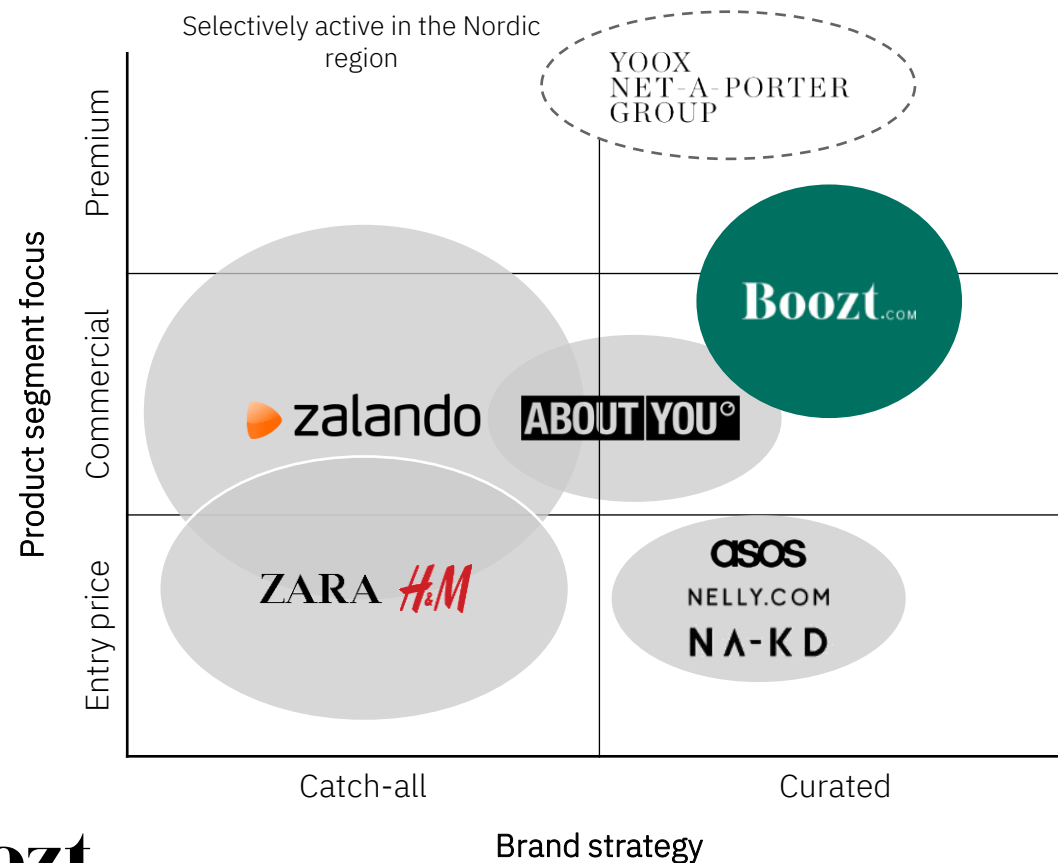 Selectively active in the Nordic
region
YOOX
NET-A-PORTER
GROUP
Premium
Commercial
Entry price
Product segment focus
Boozt.COM
zalando
ABOUT YOU
ZARA
H&M
asos
NELLY.COM
NA-KD
Catch-all
Curated
Brand strategy